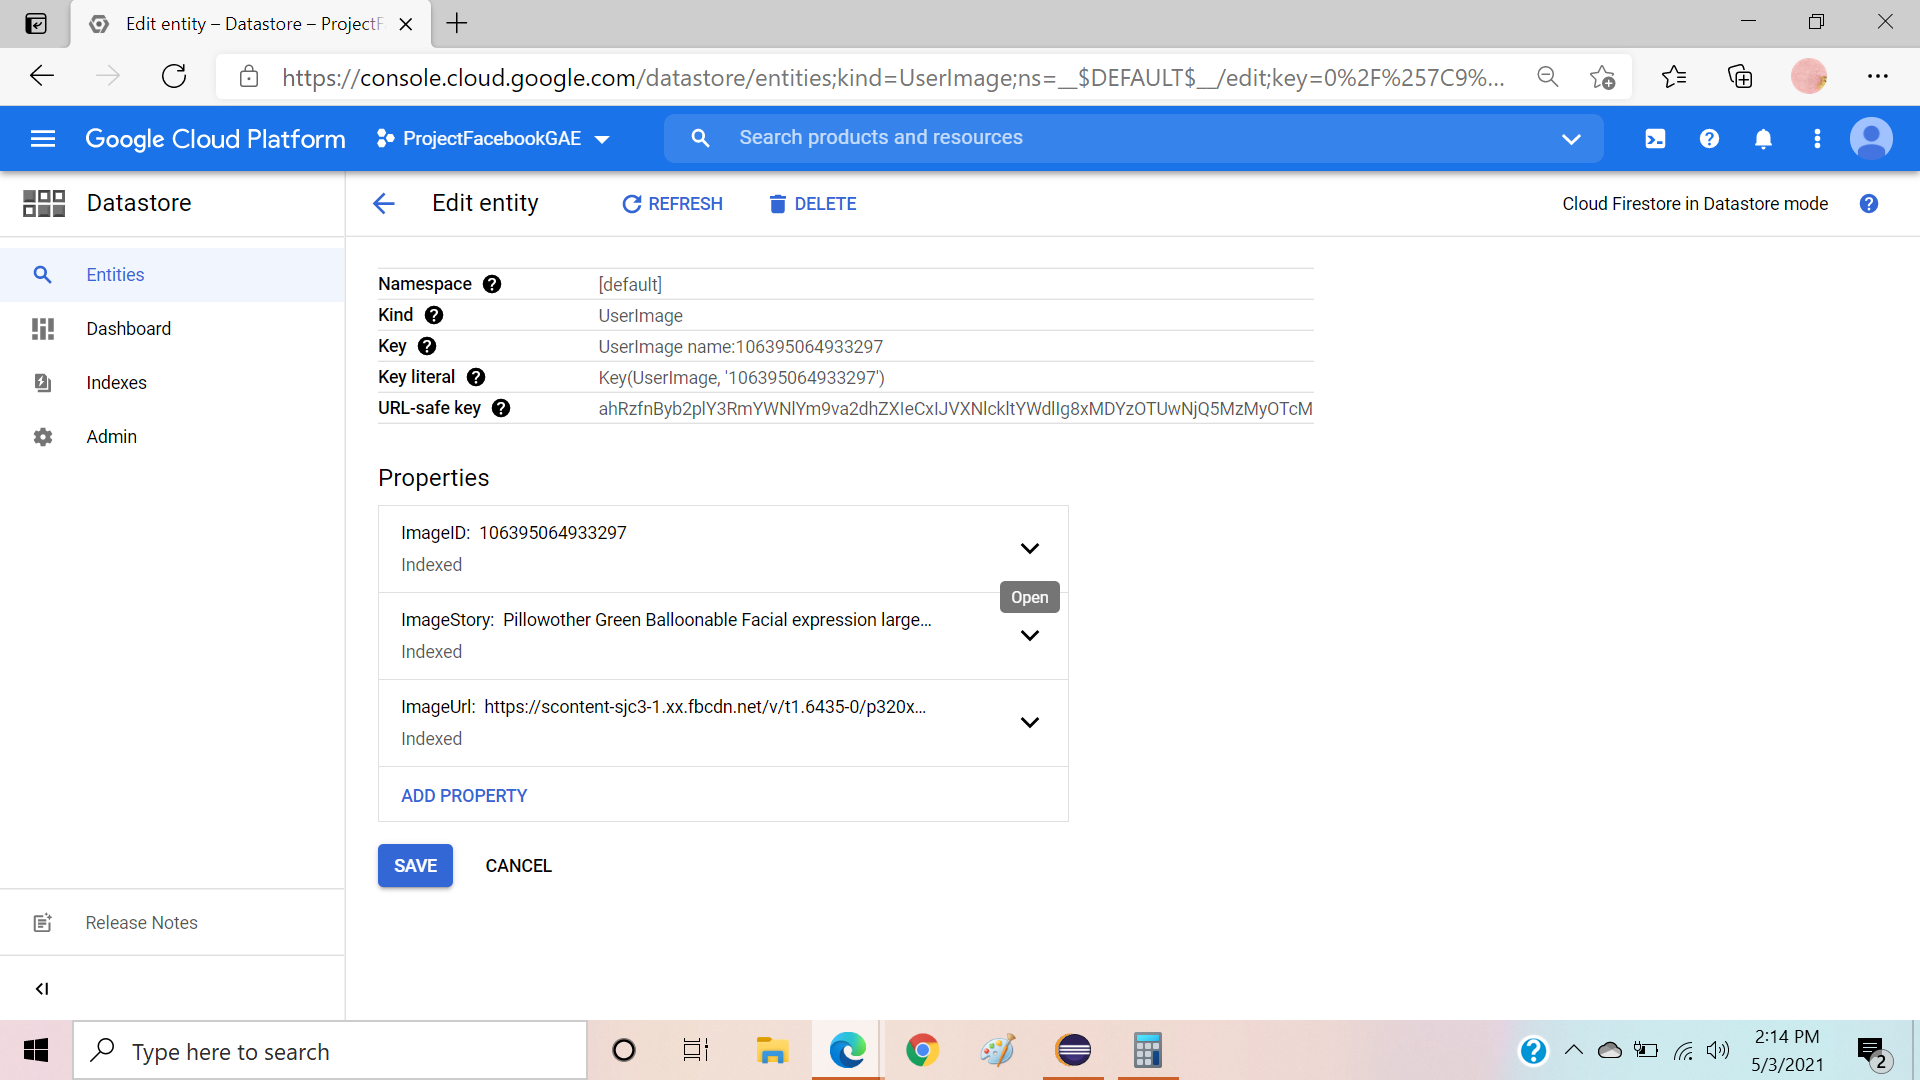 Edit entity – Datastore – ProjectF
https://console.cloud.google.com/datastore/entities;kind=UserImage;ns=__$DEFAULT$__/edit;key=0%2F%257C9%...
Google Cloud Platform
ProjectFacebookGAE
Search products and resources
Datastore
Edit entity
REFRESH
DELETE
Cloud Firestore in Datastore mode
Entities
Dashboard
Indexes
Admin
Namespace [default]
Kind UserImage
Key UserImage name:106395064933297
Key literal Key(UserImage, '106395064933297')
URL-safe key ahRzfnByb2plY3RmYWNlYm9va2dhZXIeCxIJVXNlckltYWdlIg8xMDYzOTUwNjQ5MzMyOTcM
Properties
ImageID: 106395064933297
Indexed
Open
ImageStory: Pillowother Green Balloonable Facial expression large...
Indexed
ImageUrl: https://scontent-sjc3-1.xx.fbcdn.net/v/t1.6435-0/p320x...
Indexed
ADD PROPERTY
SAVE
CANCEL
Release Notes
Type here to search
2:14 PM
5/3/2021
2